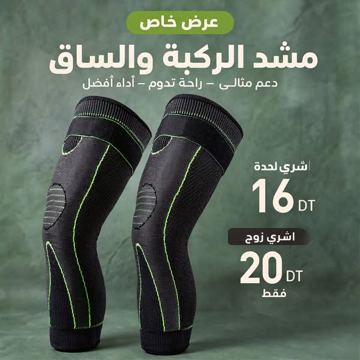 عرض خاص
مشد الركبة والساق
دعم مثالي – راحة تدوم – أداء أفضل
اشري لحدة
16 DT
اشري زوج
20 DT
فقط